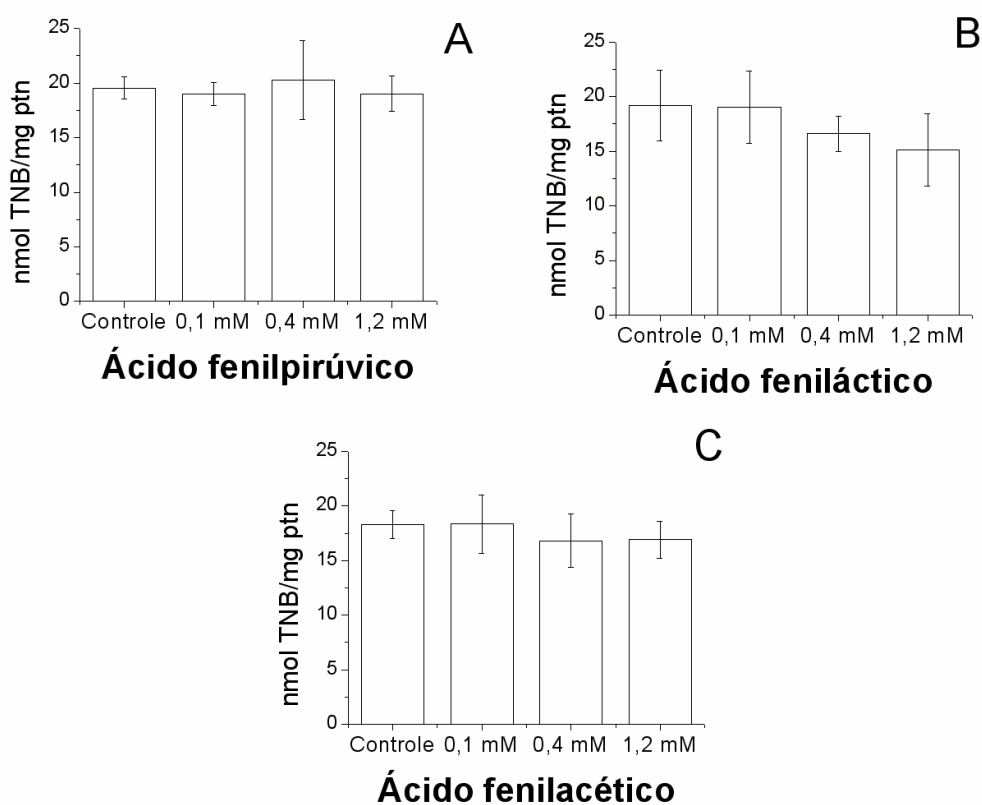 A
nmol TNB/mg ptn
25
20
15
10
5
0
Controle 0,1 mM 0,4 mM 1,2 mM
Ácido fenilpirúvico
B
nmol TNB/mg ptn
25
20
15
10
5
0
Controle 0,1 mM 0,4 mM 1,2 mM
Ácido feniláctico
C
nmol TNB/mg ptn
25
20
15
10
5
0
Controle 0,1 mM 0,4 mM 1,2 mM
Ácido fenilacético